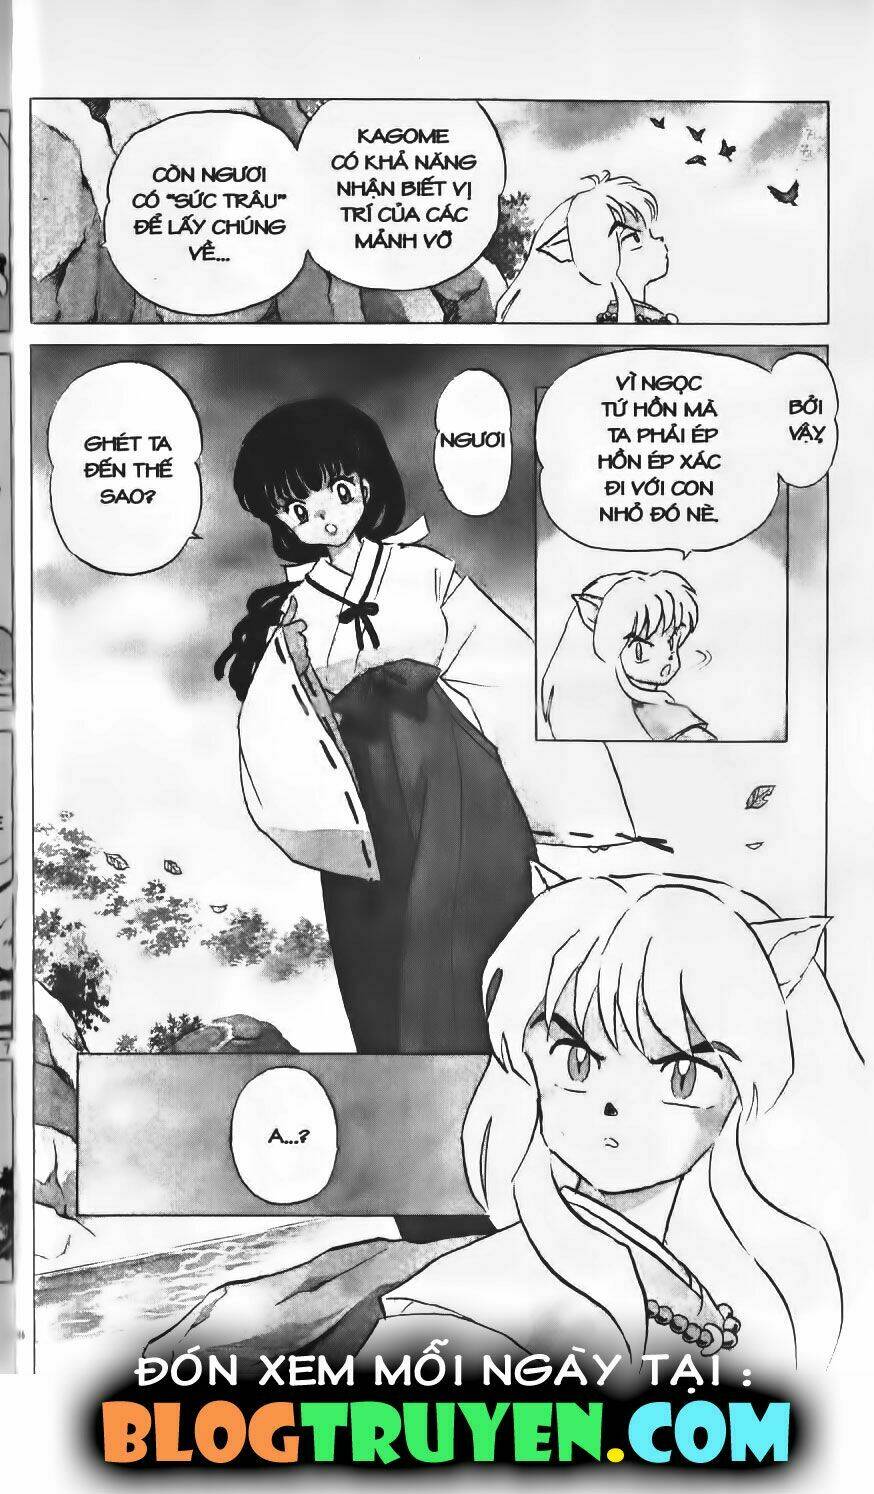 KAGOME
CÓ KHẢ NĂNG
NHẬN BIẾT VỊ
TRÍ CỦA CÁC
MẢNH VỠ
CÒN NGƯƠI
CÓ "SỨC TRÂU"
ĐỂ LẤY CHÚNG
VỀ...
BỞI
VẬY,
VÌ NGỌC
TỨ HỒN MÀ
TA PHẢI ÉP
HỒN ÉP XÁC
ĐI VỚI CON
NHỎ ĐÓ NÈ.
NGƯƠI
GHÉT TA
ĐẾN THẾ
SAO?
A...?
ĐÓN XEM MỖI NGÀY TẠI :
BLOGTRUYEN.COM